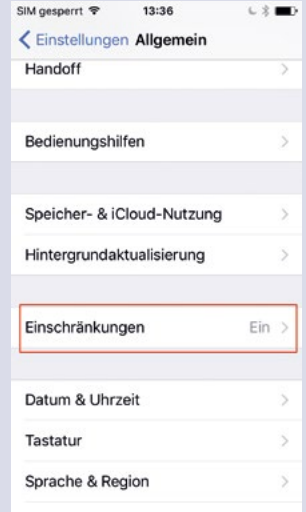 SIM gesperrt 13:36
Einstellungen Allgemein
Handoff
Bedienungshilfen
Speicher- & iCloud-Nutzung
Hintergrundaktualisierung
Einschränkungen Ein
Datum & Uhrzeit
Tastatur
Sprache & Region